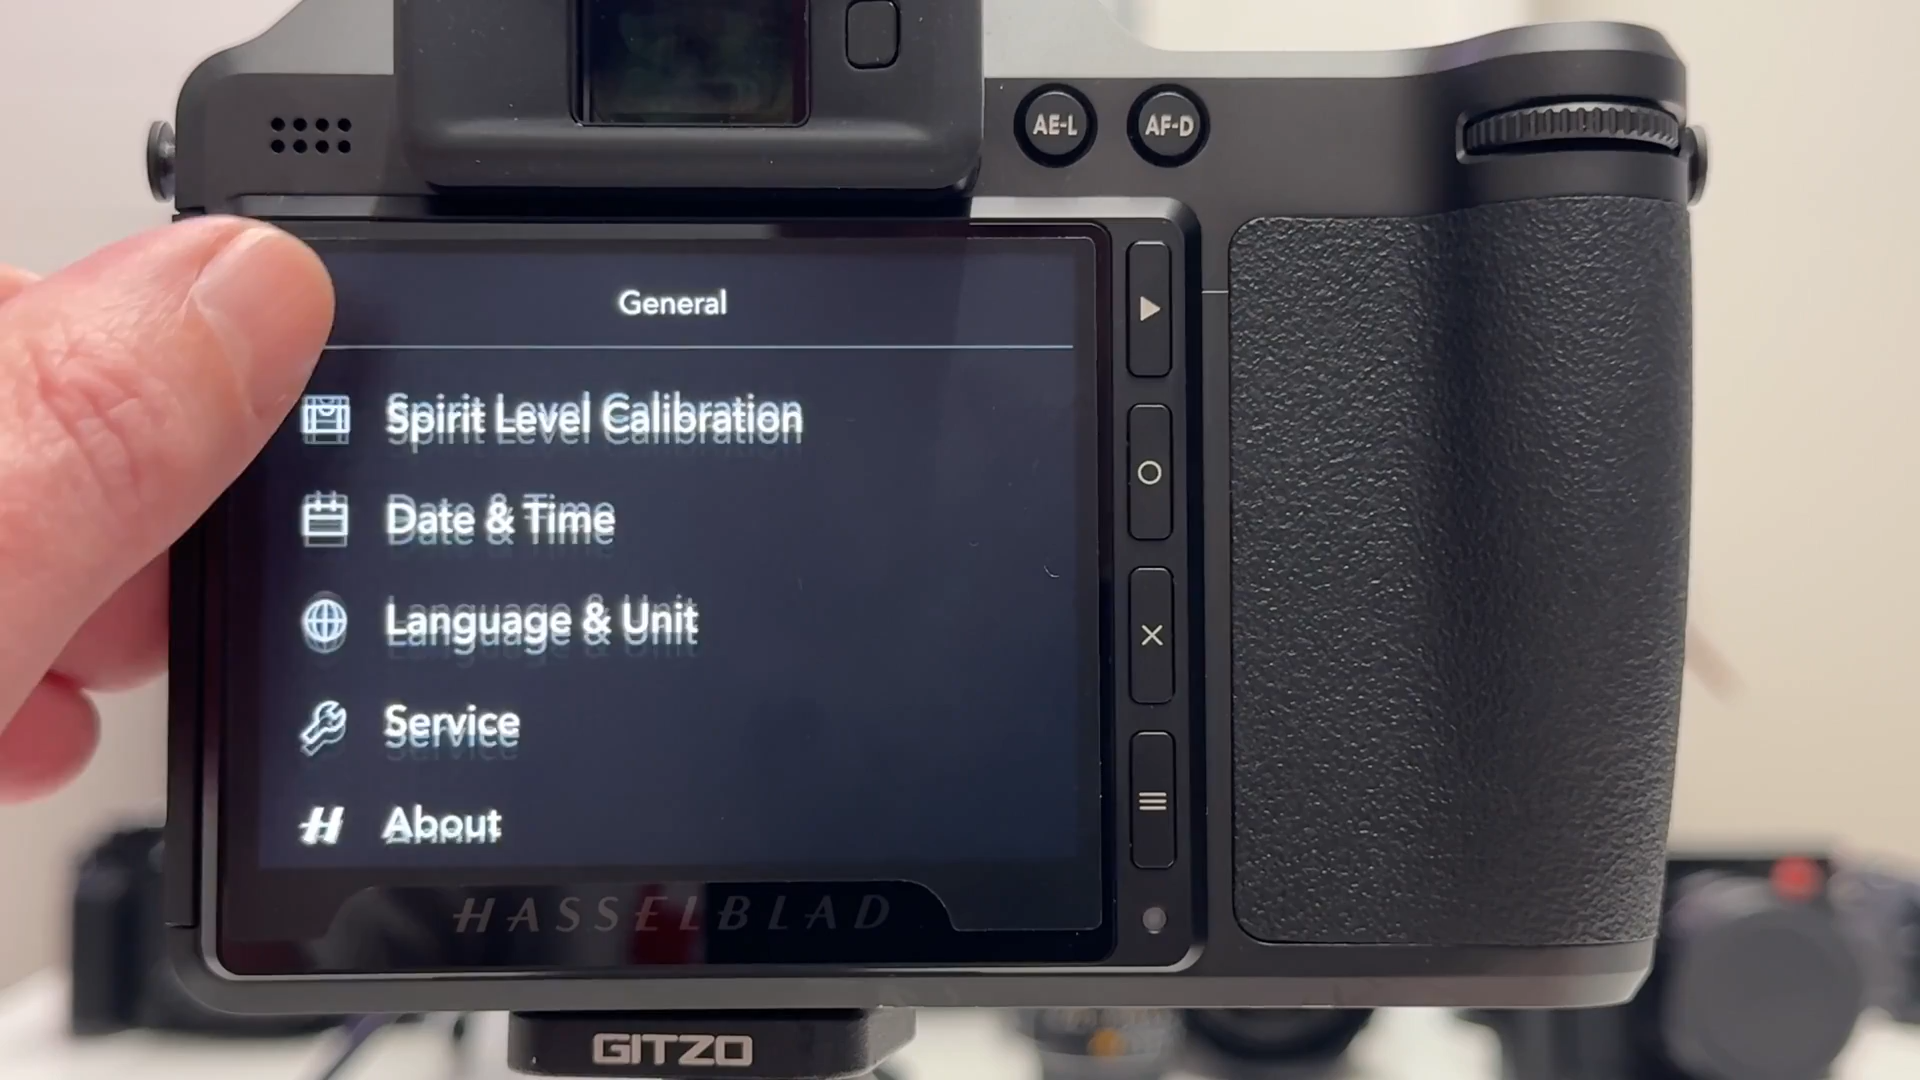 AE-L AF-D
General
Spirit Level Calibration
Date & Time
Language & Unit
Service
About
HASSELBLAD
GITZO